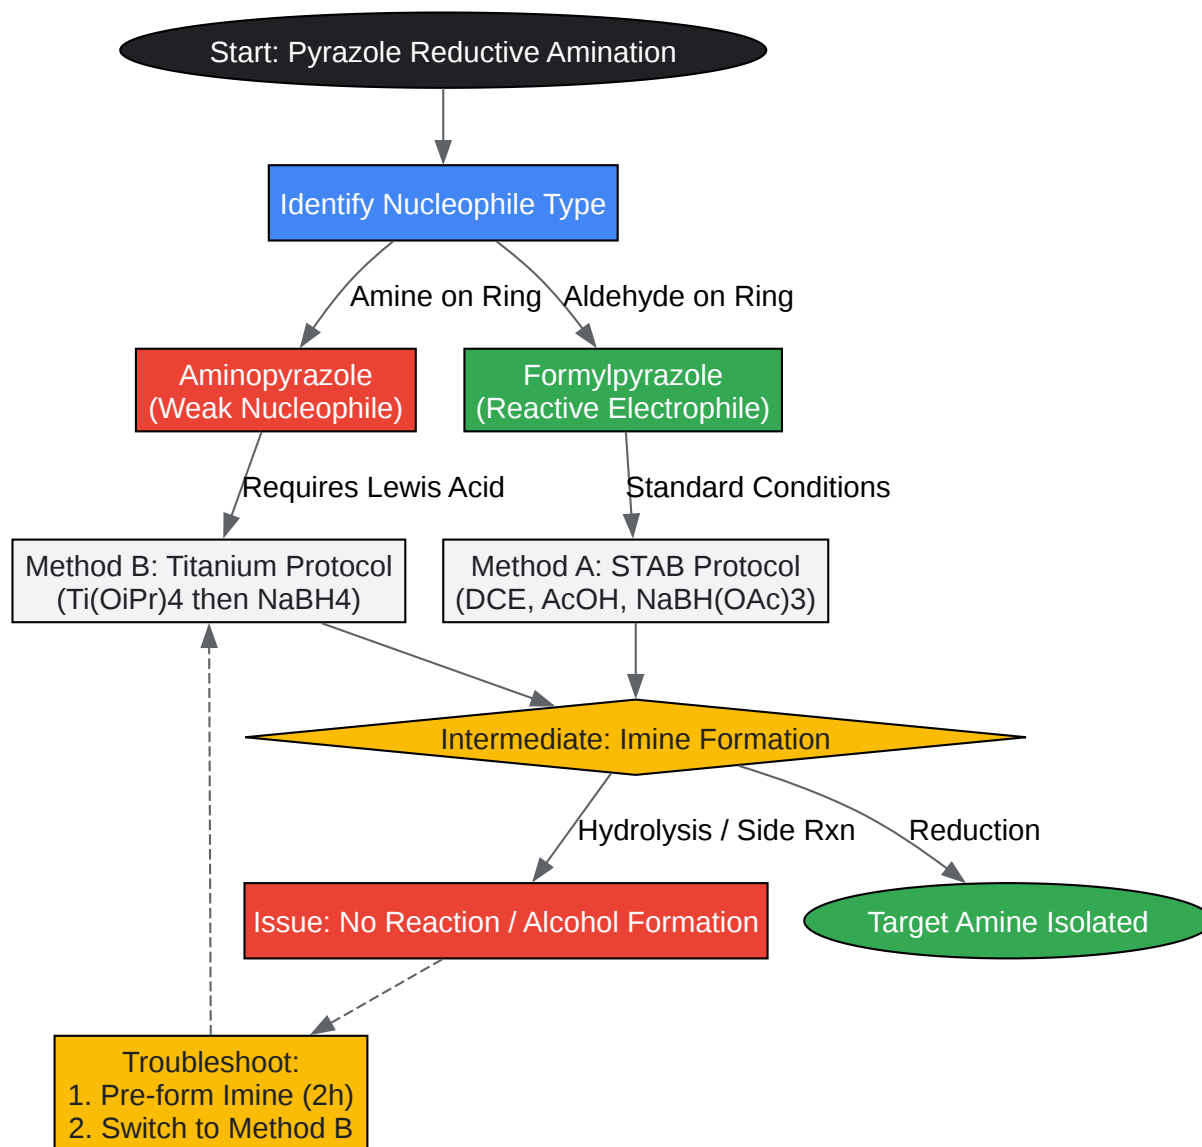 Start: Pyrazole Reductive Amination
Identify Nucleophile Type
Amine on Ring
Aldehyde on Ring
Aminopyrazole
(Weak Nucleophile)
Formylpyrazole
(Reactive Electrophile)
Requires Lewis Acid
Standard Conditions
Method B: Titanium Protocol
(Ti(OiPr)4 then NaBH4)
Method A: STAB Protocol
(DCE, AcOH, NaBH(OAc)3)
Intermediate: Imine Formation
Hydrolysis / Side Rxn
Reduction
Issue: No Reaction / Alcohol Formation
Target Amine Isolated
Troubleshoot:
1. Pre-form Imine (2h)
2. Switch to Method B